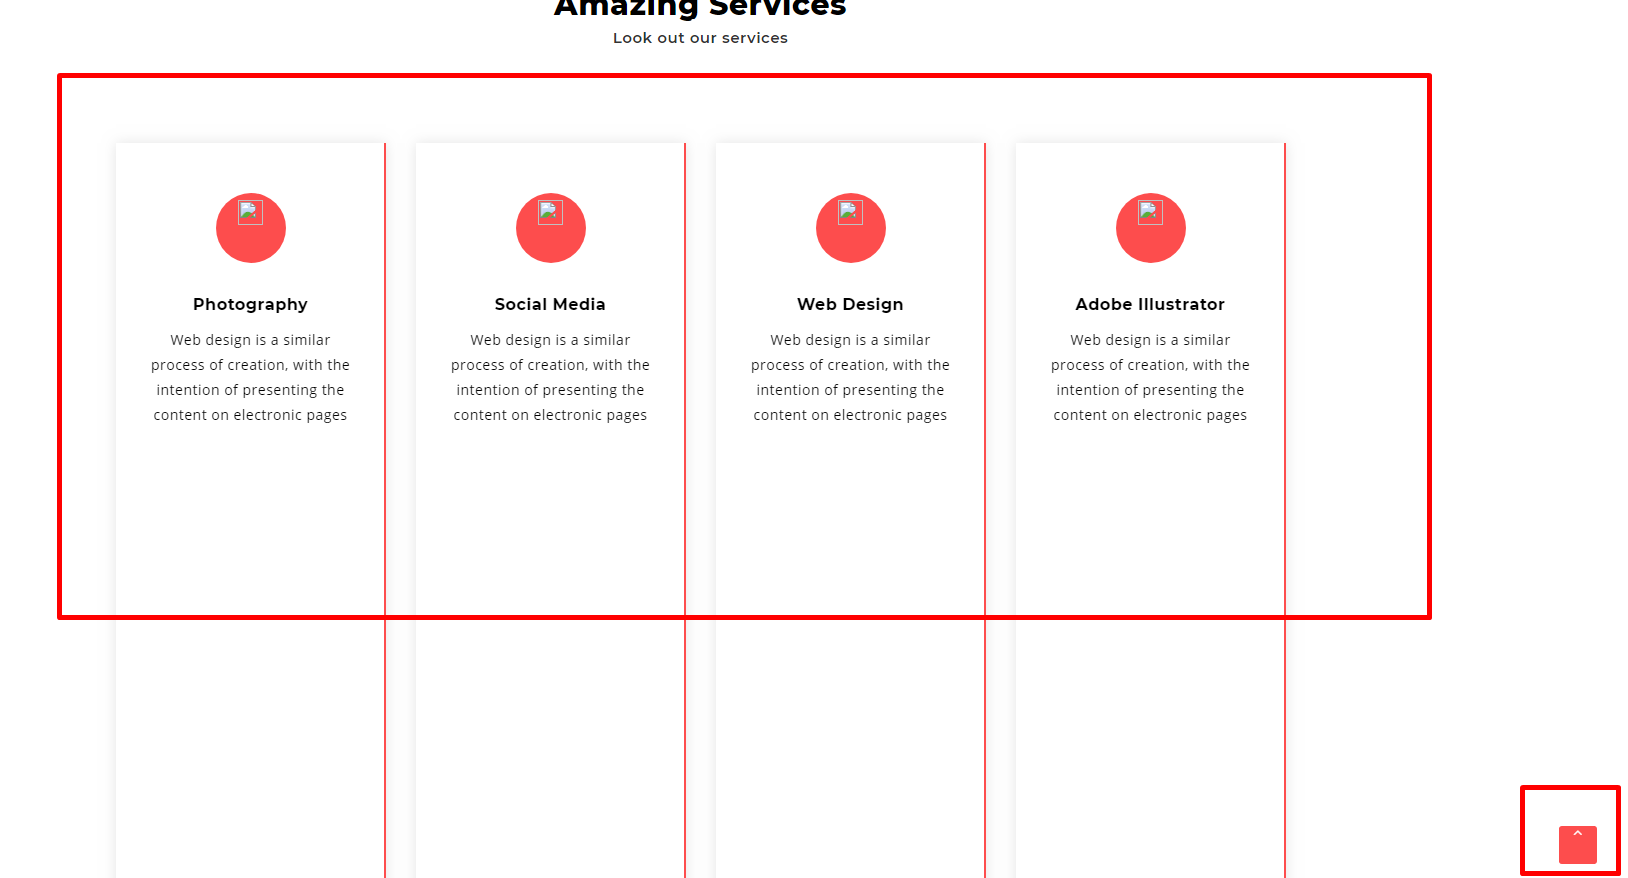 Amazing Services
Look out our services
Photography
Web design is a similar
process of creation, with the
intention of presenting the
content on electronic pages
Social Media
Web design is a similar
process of creation, with the
intention of presenting the
content on electronic pages
Web Design
Web design is a similar
process of creation, with the
intention of presenting the
content on electronic pages
Adobe Illustrator
Web design is a similar
process of creation, with the
intention of presenting the
content on electronic pages